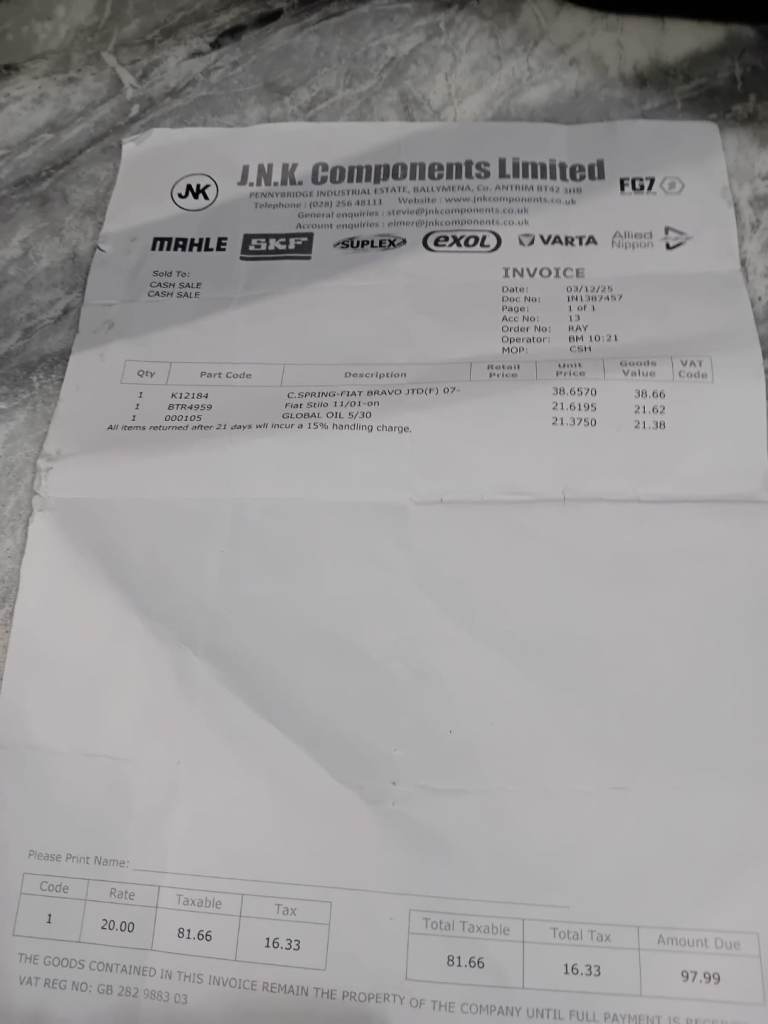 JNK
J.N.K. Components Limited
PENNYBRIDGE INDUSTRIAL ESTATE, BALLYMENA, Co. ANTRIM BT42 3HB
Telephone : (028) 256 48111 Website : www.jnkcomponents.co.uk
General enquiries : stevie@jnkcomponents.co.uk
Account enquiries : eimer@jnkcomponents.co.uk
FG7
MAHLE SKF SUPLEX eXOL VARTA Allied Nippon
Sold To:
CASH SALE
CASH SALE
INVOICE
Date: 03/12/25
Doc No: IN1387457
Page: 1 of 1
Acc No: 13
Order No: RAY
Operator: BM 10:21
MOP: CSH
Qty Part Code Description Retail Price Unit Price Goods Value VAT Code
1 K12184 C.SPRING-FIAT BRAVO JTD(F) 07- 38.6570 38.66
1 BTR4959 Fiat Stilo 11/01-on 21.6195 21.62
1 000105 GLOBAL OIL 5/30 21.3750 21.38
All items returned after 21 days wll incur a 15% handling charge.
Please Print Name:
Code Rate Taxable Tax
1 20.00 81.66 16.33
Total Taxable Total Tax Amount Due
81.66 16.33 97.99
THE GOODS CONTAINED IN THIS INVOICE REMAIN THE PROPERTY OF THE COMPANY UNTIL FULL PAYMENT IS
VAT REG NO: GB 282 9883 03